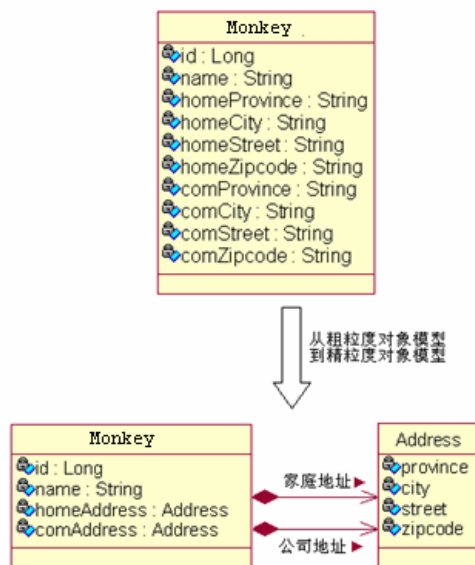 Monkey
id : Long
name : String
homeProvince : String
homeCity : String
homeStreet : String
homeZipcode : String
comProvince : String
comCity : String
comStreet : String
comZipcode : String
从粗粒度对象模型
到精粒度对象模型
Monkey
id : Long
name : String
homeAddress : Address
comAddress : Address
家庭地址
公司地址
Address
province
city
street
zipcode